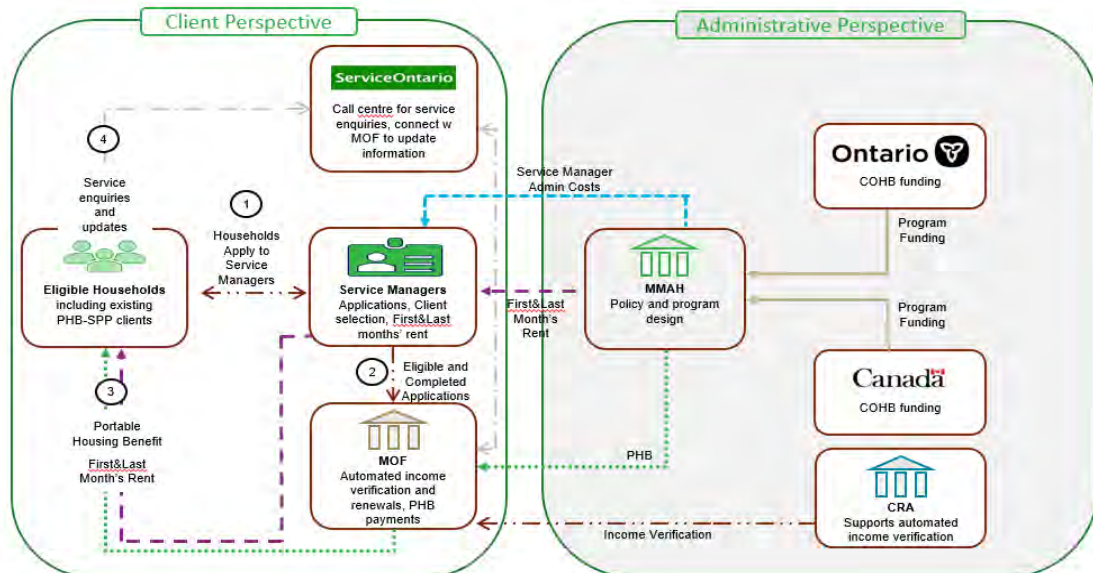 Client Perspective
Administrative Perspective
ServiceOntario
Call centre for service
enquiries, connect w
MOF to update
information
4
Service
enquiries
and
updates
1
Households
Apply to
Service
Managers
Eligible Households
including existing
PHB-SPP clients
Service Managers
Applications, Client
selection, First&Last
months' rent
Service Manager
Admin Costs
First&Last
Month's
Rent
MMAH
Policy and program
design
Ontario
COHB funding
Program
Funding
Program
Funding
Canada
COHB funding
2
Eligible and
Completed
Applications
3
Portable
Housing Benefit
First&Last
Month's Rent
MOF
Automated income
verification and
renewals, PHB
payments
PHB
Income Verification
CRA
Supports automated
income verification